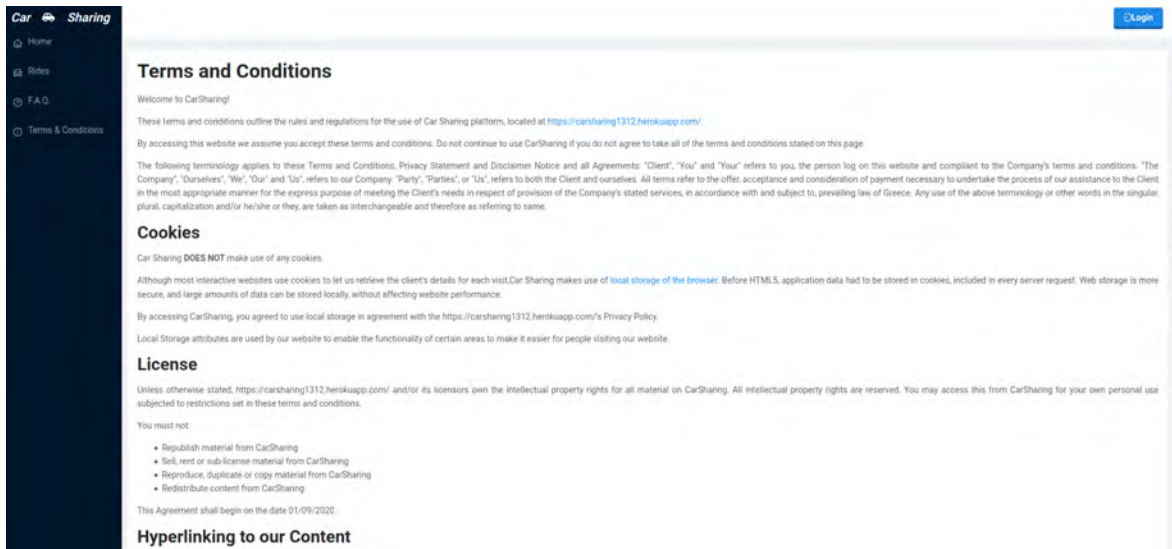 Car Sharing
Login
Home
Rides
F.A.Q.
Terms & Conditions
Terms and Conditions
Welcome to CarSharing!
These terms and conditions outline the rules and regulations for the use of Car Sharing platform, located at https://carsharing1312.herokuapp.com/.
By accessing this website we assume you accept these terms and conditions. Do not continue to use CarSharing if you do not agree to take all of the terms and conditions stated on this page.
The following terminology applies to these Terms and Conditions, Privacy Statement and Disclaimer Notice and all Agreements: "Client", "You" and "Your" refers to you, the person log on this website and compliant to the Company's terms and conditions. "The
Company", "Ourselves", "We", "Our" and "Us", refers to our Company. "Party", "Parties", or "Us", refers to both the Client and ourselves. All terms refer to the offer, acceptance and consideration of payment necessary to undertake the process of our assistance to the Client
in the most appropriate manner for the express purpose of meeting the Client's needs in respect of provision of the Company's stated services, in accordance with and subject to, prevailing law of Greece. Any use of the above terminology or other words in the singular,
plural, capitalization and/or he/she or they, are taken as interchangeable and therefore as referring to same.
Cookies
Car Sharing DOES NOT make use of any cookies.
Although most interactive websites use cookies to let us retrieve the client's details for each visit,Car Sharing makes use of local storage of the browser. Before HTML5, application data had to be stored in cookies, included in every server request. Web storage is more
secure, and large amounts of data can be stored locally, without affecting website performance.
By accessing CarSharing, you agreed to use local storage in agreement with the https://carsharing1312.herokuapp.com/'s Privacy Policy.
Local Storage attributes are used by our website to enable the functionality of certain areas to make it easier for people visiting our website.
License
Unless otherwise stated, https://carsharing1312.herokuapp.com/ and/or its licensors own the intellectual property rights for all material on CarSharing. All intellectual property rights are reserved. You may access this from CarSharing for your own personal use
subjected to restrictions set in these terms and conditions.
You must not:
• Republish material from CarSharing
• Sell, rent or sub-license material from CarSharing
• Reproduce, duplicate or copy material from CarSharing
• Redistribute content from CarSharing
This Agreement shall begin on the date 01/09/2020.
Hyperlinking to our Content